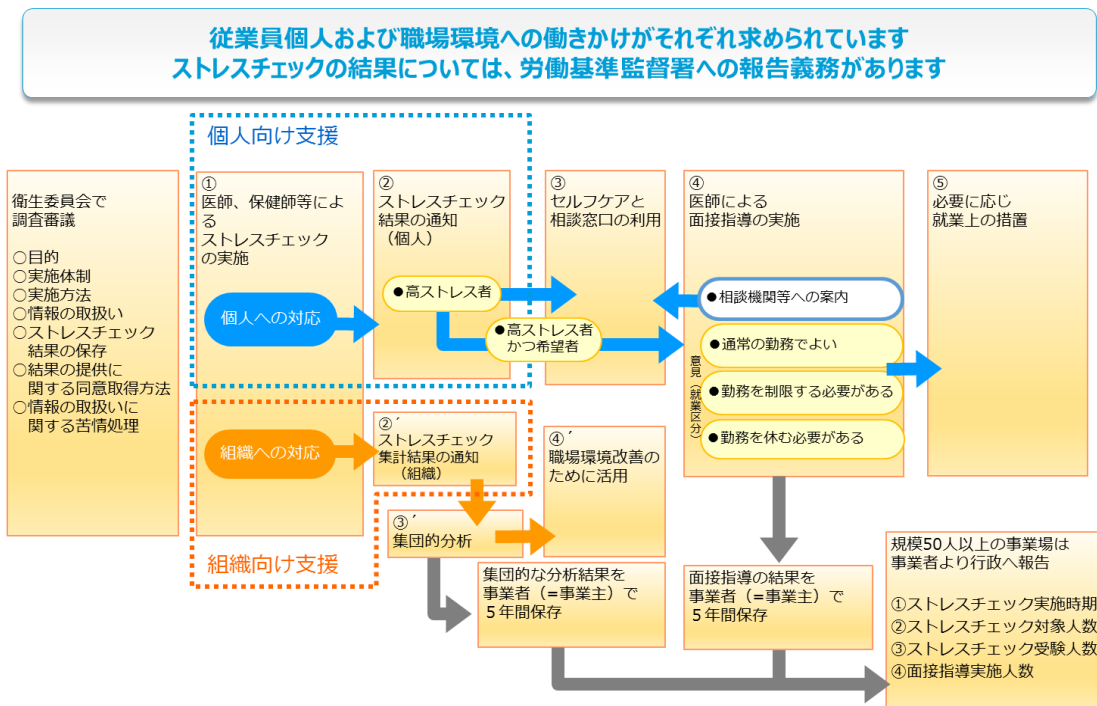 従業員個人および職場環境への働きかけがそれぞれ求められています
ストレスチェックの結果については、労働基準監督署への報告義務があります
個人向け支援
衛生委員会で
調査審議
○目的
○実施体制
○実施方法
○情報の取扱い
○ストレスチェック
結果の保存
○結果の提供に
関する同意取得方法
○情報の取扱いに
関する苦情処理
①
医師、保健師等によ
る
ストレスチェック
の実施
個人への対応
組織への対応
②
ストレスチェック
結果の通知
（個人）
●高ストレス者
●高ストレス者
かつ希望者
②´
ストレスチェック
集計結果の通知
（組織）
③´
集団的分析
組織向け支援
③
セルフケアと
相談窓口の利用
④´
職場環境改善の
ために活用
④
医師による
面接指導の実施
●相談機関等への案内
意見（就業区分）
●通常の勤務でよい
●勤務を制限する必要がある
●勤務を休む必要がある
⑤
必要に応じ
就業上の措置
集団的な分析結果を
事業者（=事業主）で
５年間保存
面接指導の結果を
事業者（=事業主）で
５年間保存
規模50人以上の事業場は
事業者より行政へ報告
①ストレスチェック実施時期
②ストレスチェック対象人数
③ストレスチェック受験人数
④面接指導実施人数